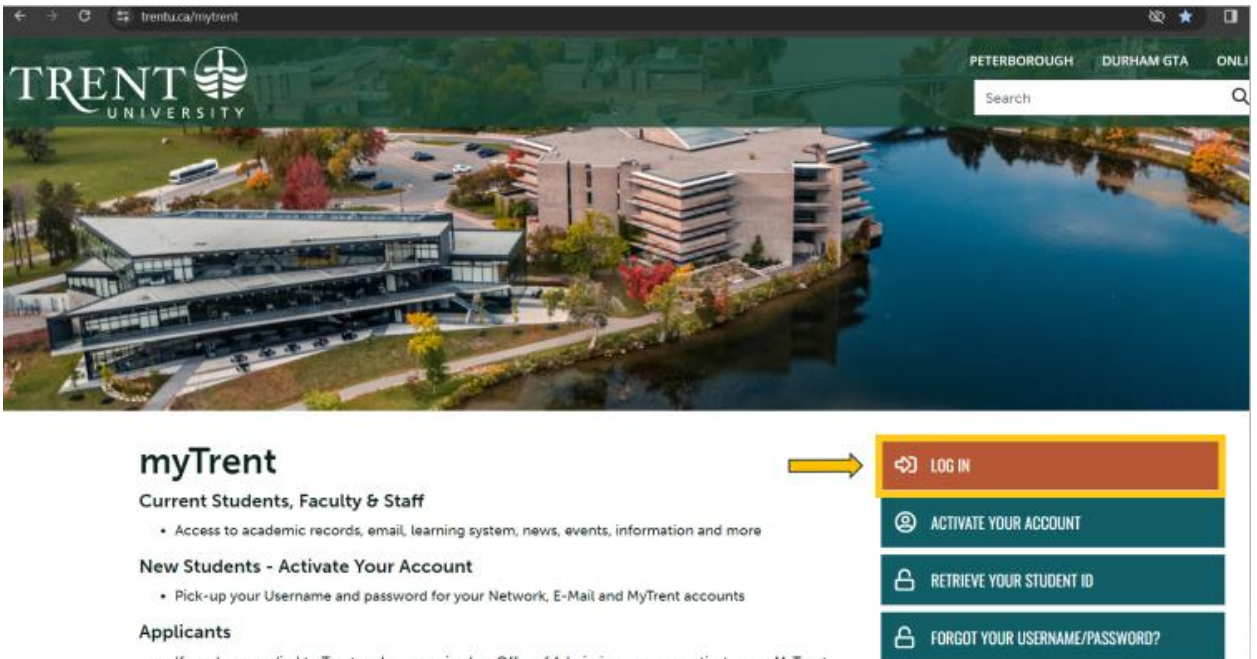 trentu.ca/mytrent
PETERBOROUGH DURHAM GTA ONLI
TRENT
UNIVERSITY
Search
myTrent
LOG IN
Current Students, Faculty & Staff
• Access to academic records, email, learning system, news, events, information and more
ACTIVATE YOUR ACCOUNT
New Students - Activate Your Account
• Pick-up your Username and password for your Network, E-Mail and MyTrent accounts
RETRIEVE YOUR STUDENT ID
Applicants
FORGOT YOUR USERNAME/PASSWORD?